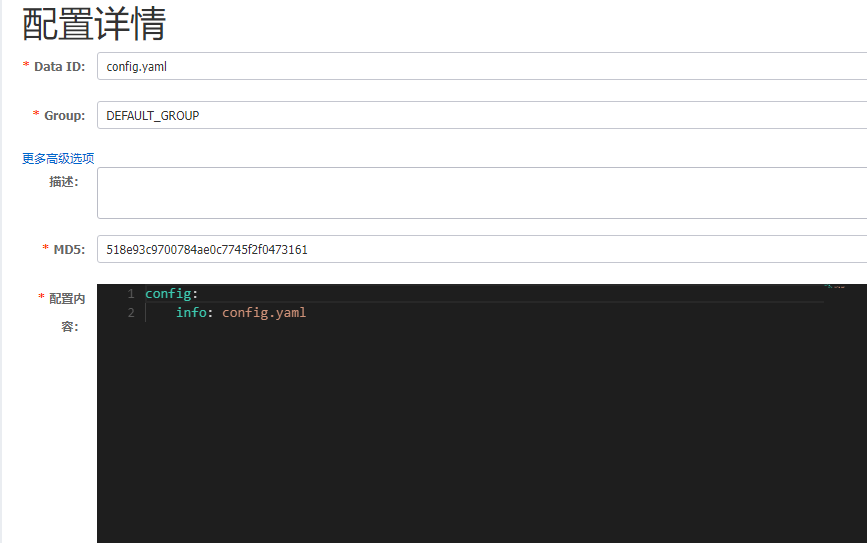 配置详情
* Data ID: config.yaml
* Group: DEFAULT_GROUP
更多高级选项
描述:
* MD5: 518e93c9700784ae0c7745f2f0473161
* 配置内容:
1 config:
2 info: config.yaml